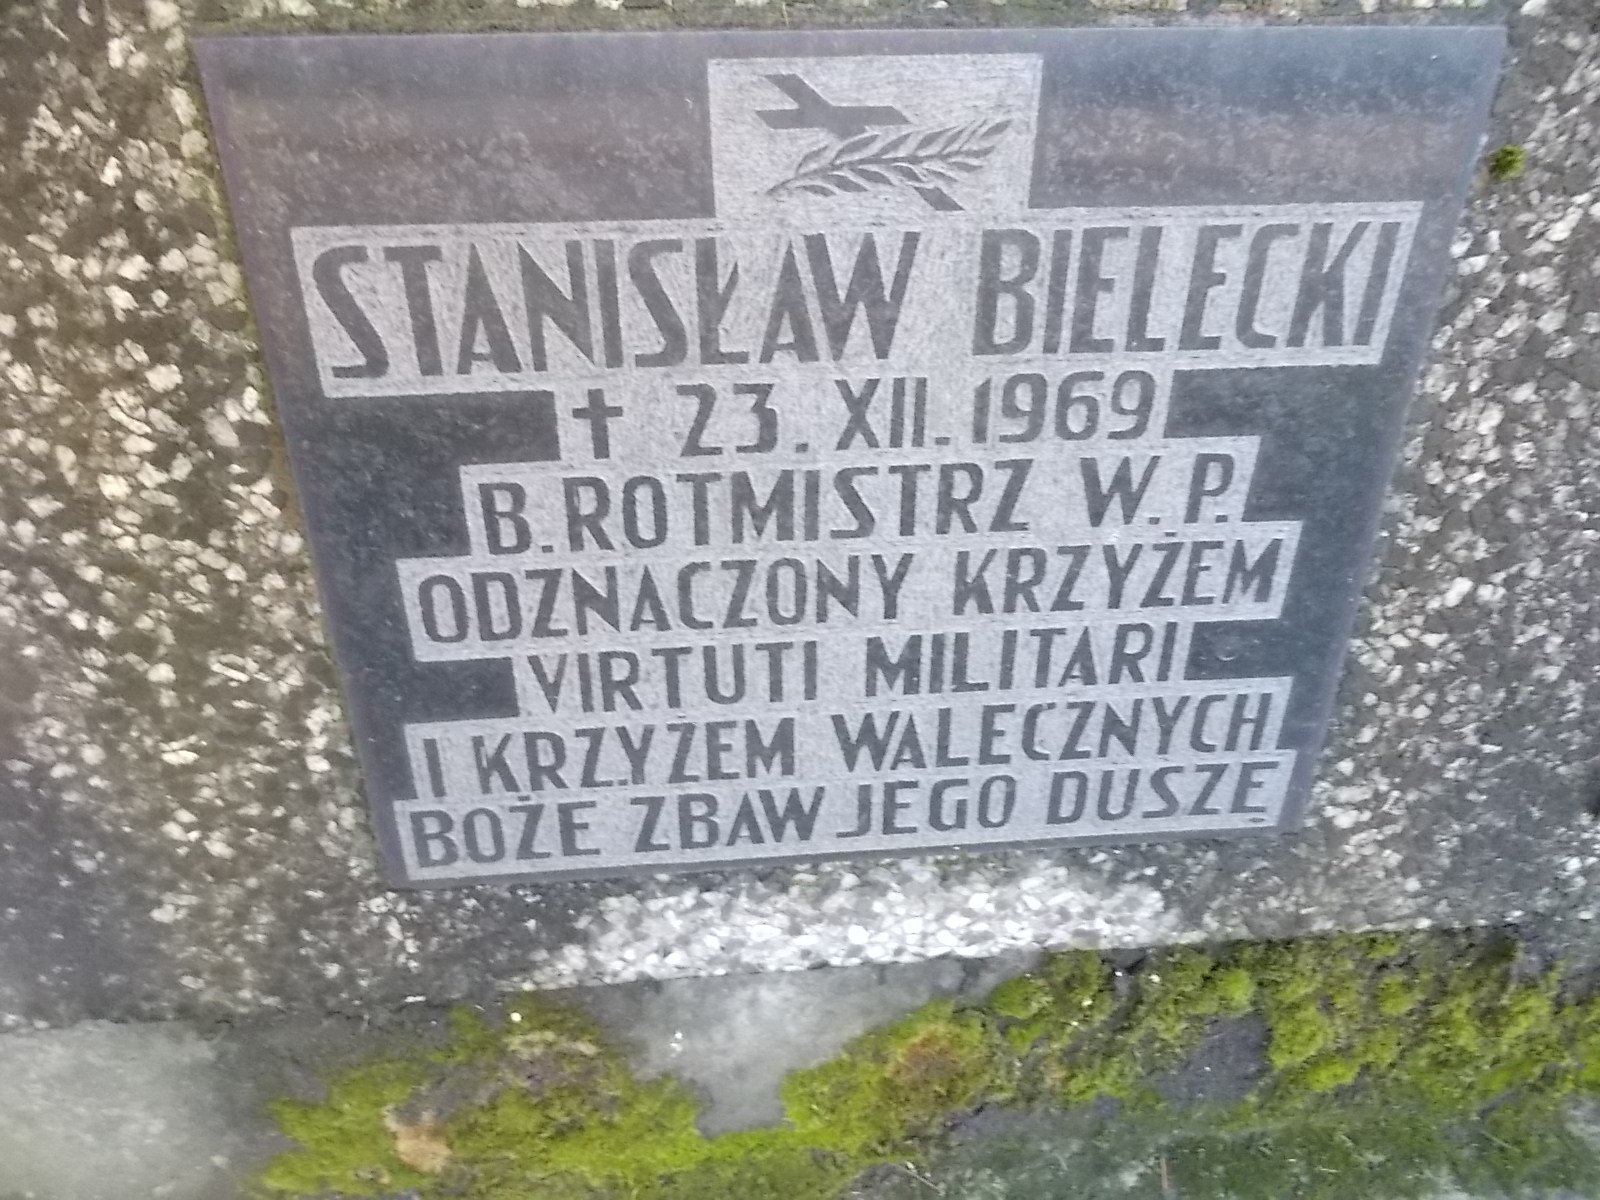 STANISŁAW BIELECKI
† 23. XII. 1969
B. ROTMISTRZ W. P.
ODZNACZONY KRZYŻEM
VIRTUTI MILITARI
I KRZYŻEM WALECZNYCH
BOŻE ZBAW JEGO DUSZĘ